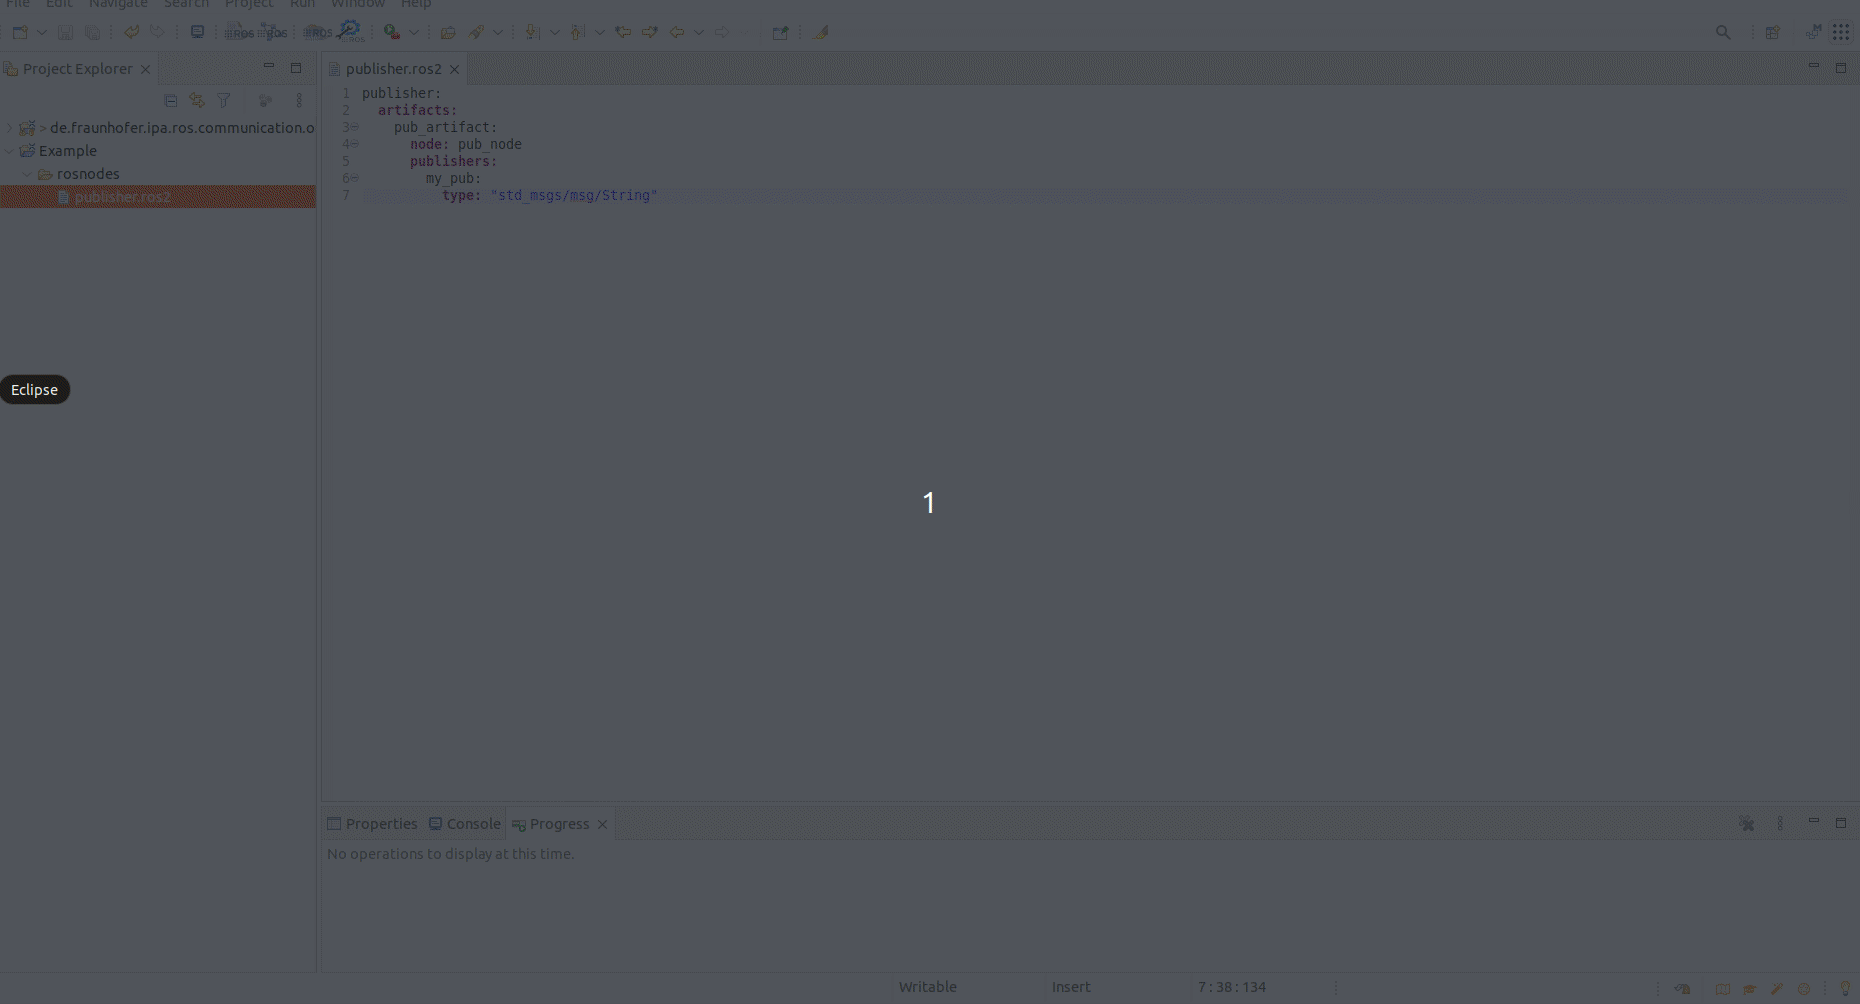 File Edit Navigate Search Project Run Window Help
Project Explorer
publisher.ros2
> de.fraunhofer.ipa.ros.communication.o
Example
rosnodes
publisher.ros2
1 publisher:
2 artifacts:
3 pub_artifact:
4 node: pub_node
5 publishers:
6 my_pub:
7 type: "std_msgs/msg/String"
Eclipse
1
Properties Console Progress
No operations to display at this time.
Writable Insert 7 : 38 : 134